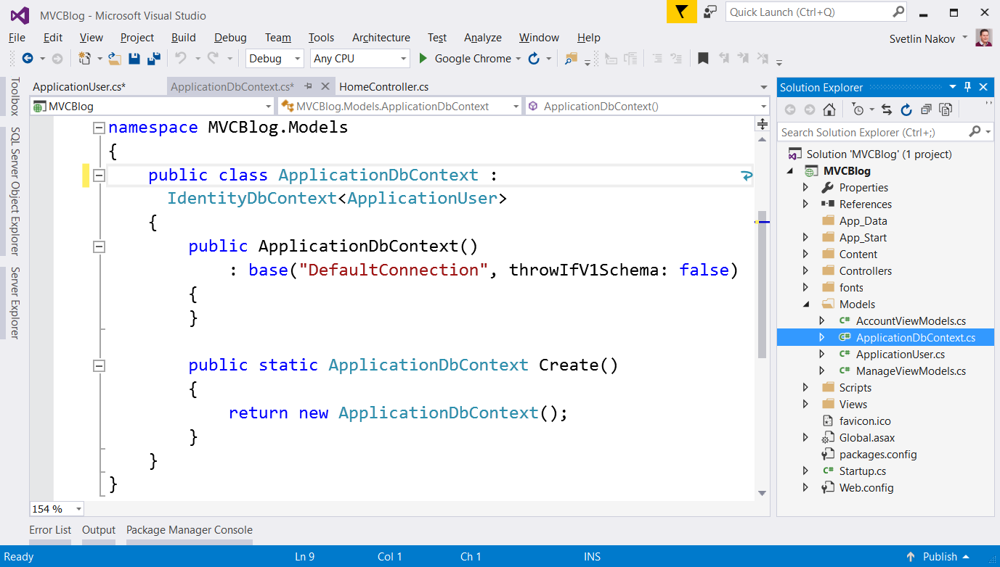 MVCBlog - Microsoft Visual Studio
Quick Launch (Ctrl+Q)
File Edit View Project Build Debug Team Tools Architecture Test Analyze Window Help
Svetlin Nakov
Debug Any CPU Google Chrome
Toolbox
SQL Server Object Explorer
Server Explorer
ApplicationUser.cs* ApplicationDbContext.cs* HomeController.cs
MVCBlog MVCBlog.Models.ApplicationDbContext ApplicationDbContext()
namespace MVCBlog.Models
{
public class ApplicationDbContext :
IdentityDbContext<ApplicationUser>
{
public ApplicationDbContext()
: base("DefaultConnection", throwIfV1Schema: false)
{
}
public static ApplicationDbContext Create()
{
return new ApplicationDbContext();
}
}
}
154 %
Solution Explorer
Search Solution Explorer (Ctrl+;)
Solution 'MVCBlog' (1 project)
MVCBlog
Properties
References
App_Data
App_Start
Content
Controllers
fonts
Models
C# AccountViewModels.cs
C# ApplicationDbContext.cs
C# ApplicationUser.cs
C# ManageViewModels.cs
Scripts
Views
favicon.ico
Global.asax
packages.config
C# Startup.cs
Web.config
Error List Output Package Manager Console
Ready Ln 9 Col 1 Ch 1 INS Publish